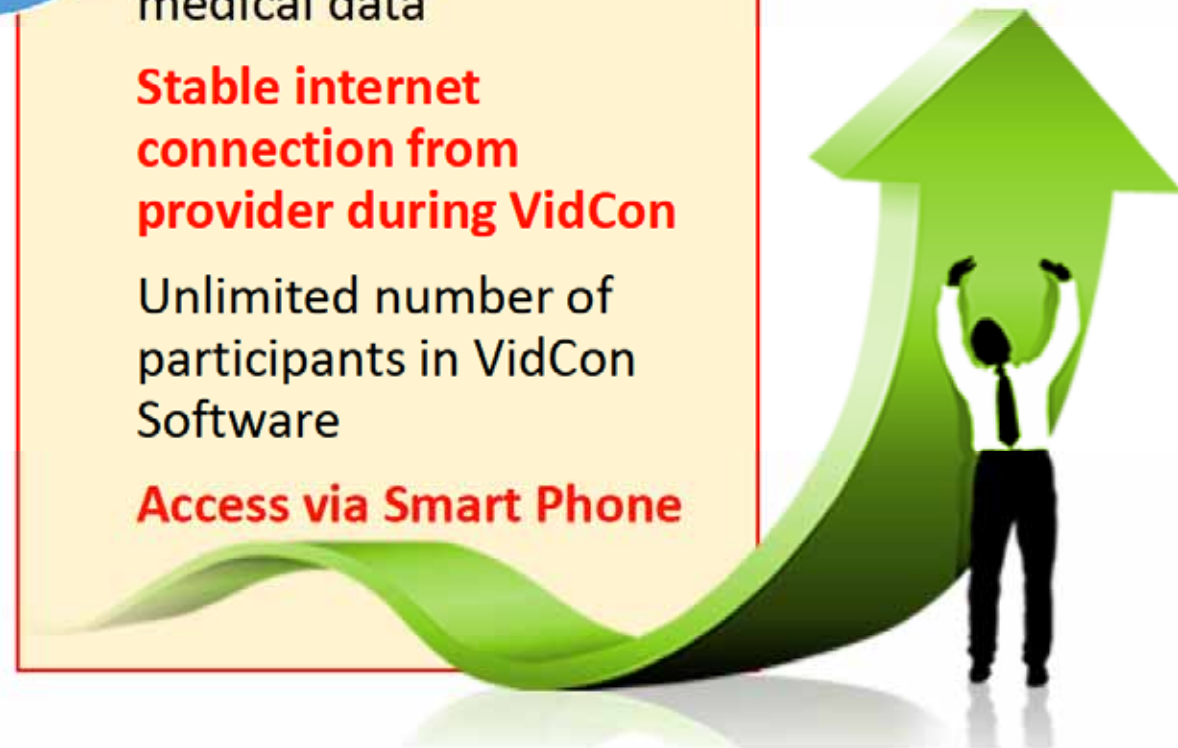 medical data
Stable internet
connection from
provider during VidCon
Unlimited number of
participants in VidCon
Software
Access via Smart Phone